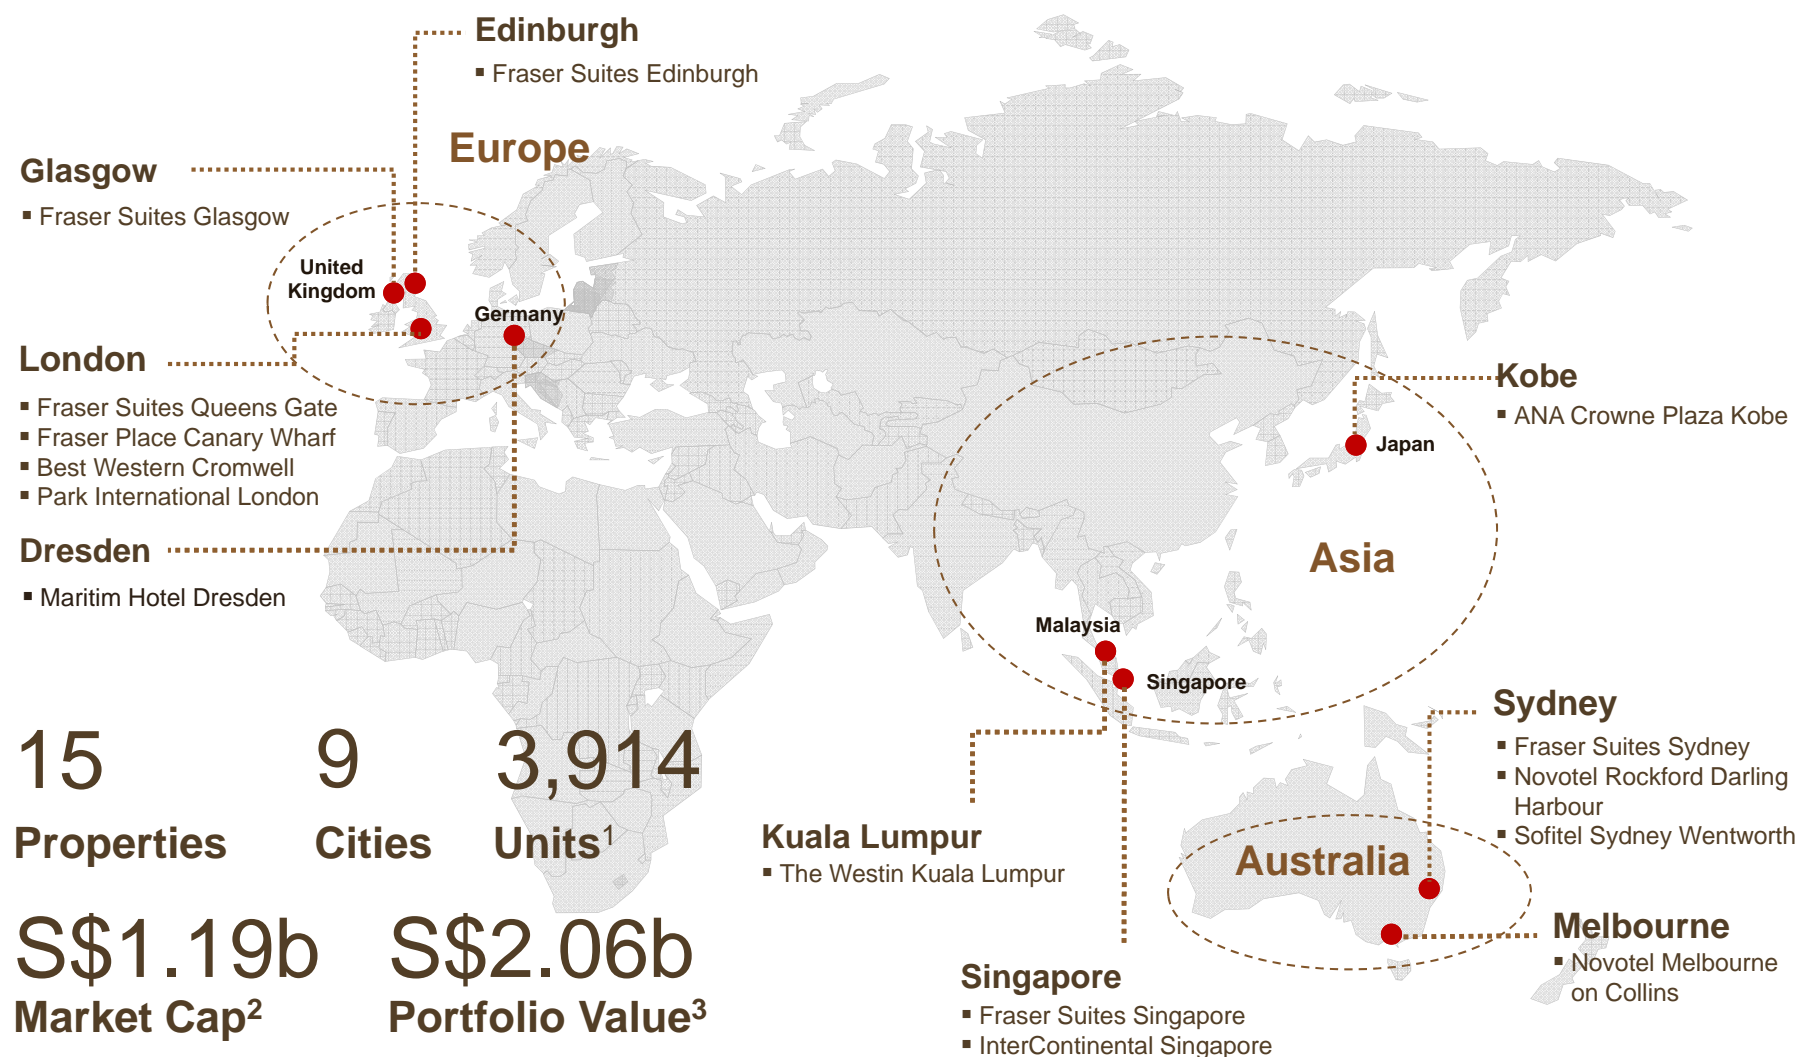 Edinburgh
▪ Fraser Suites Edinburgh
Europe
Glasgow
▪ Fraser Suites Glasgow
United
Kingdom
Germany
London
▪ Fraser Suites Queens Gate
▪ Fraser Place Canary Wharf
▪ Best Western Cromwell
▪ Park International London
Dresden
▪ Maritim Hotel Dresden
Kobe
▪ ANA Crowne Plaza Kobe
Japan
Asia
Malaysia
Singapore
Sydney
▪ Fraser Suites Sydney
▪ Novotel Rockford Darling
Harbour
▪ Sofitel Sydney Wentworth
Australia
Melbourne
▪ Novotel Melbourne
on Collins
Kuala Lumpur
▪ The Westin Kuala Lumpur
Singapore
▪ Fraser Suites Singapore
▪ InterContinental Singapore
15
Properties
9
Cities
3,914
Units¹
S$1.19b
Market Cap²
S$2.06b
Portfolio Value³